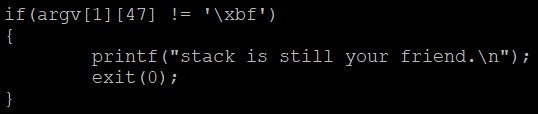 if(argv[1][47] != '\xbf')
{
        printf("stack is still your friend.\n");
        exit(0);
}